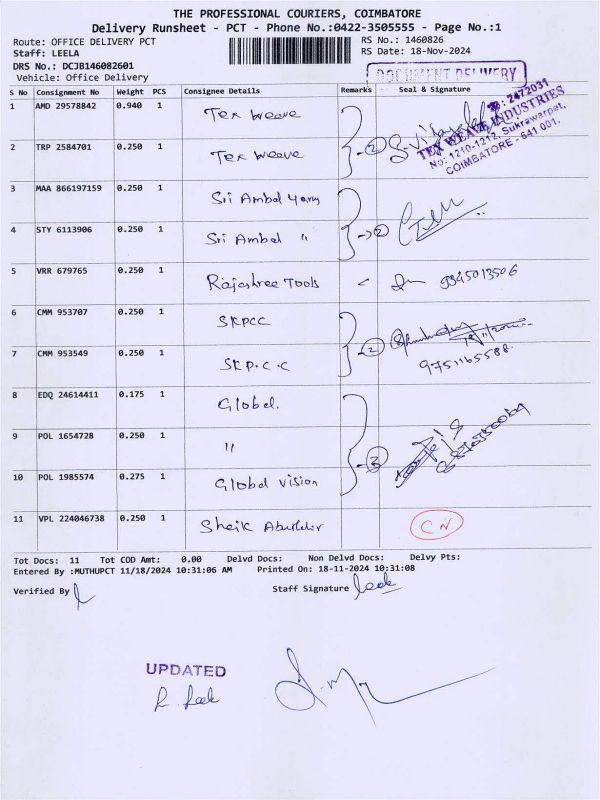 THE PROFESSIONAL COURIERS, COIMBATORE
Delivery Runsheet - PCT - Phone No.:0422-3505555 - Page No.:1
Route: OFFICE DELIVERY PCT RS No.: 1460826
Staff: LEELA RS Date: 18-Nov-2024
DRS No.: DCJB146082601
Vehicle: Office Delivery
DOCUMENT DELIVERY
S No Consignment No Weight PCS Consignee Details Remarks Seal & Signature
1 AMD 29578842 0.940 1 Tex Weave
2 TRP 2584701 0.250 1 Tex Weave 2
: 2472031
TEX WEAVE INDUSTRIES
No: 1210-1212, Sukrawarpet,
COIMBATORE - 641 001.
3 MAA 866197159 0.250 1 Sri Ambal Yarn
4 STY 6113906 0.250 1 Sri Ambal " 2
5 VRR 679765 0.250 1 Rajashree Tools 9345013506
6 CMM 953707 0.250 1 SKPCC
7 CMM 953549 0.250 1 SKP.C.C 2 9751165588.
8 EDQ 24614411 0.175 1 Global.
9 POL 1654728 0.250 1 " 3
10 POL 1985574 0.275 1 Global Vision
11 VPL 224046738 0.250 1 Sheik CN
Tot Docs: 11 Tot COD Amt: 0.00 Delvd Docs: Non Delvd Docs: Delvy Pts:
Entered By :MUTHUPCT 11/18/2024 10:31:06 AM Printed On: 18-11-2024 10:31:08
Verified By Staff Signature
UPDATED